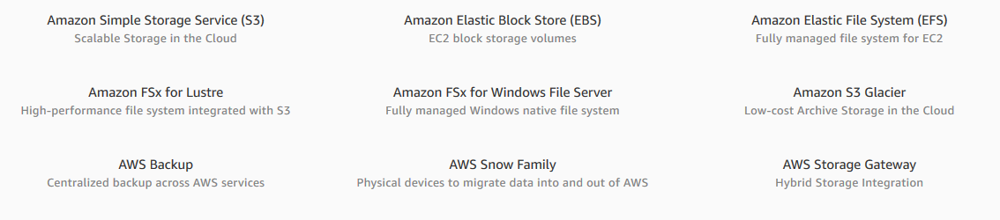 Amazon Simple Storage Service (S3)
Scalable Storage in the Cloud
Amazon Elastic Block Store (EBS)
EC2 block storage volumes
Amazon Elastic File System (EFS)
Fully managed file system for EC2
Amazon FSx for Lustre
High-performance file system integrated with S3
Amazon FSx for Windows File Server
Fully managed Windows native file system
Amazon S3 Glacier
Low-cost Archive Storage in the Cloud
AWS Backup
Centralized backup across AWS services
AWS Snow Family
Physical devices to migrate data into and out of AWS
AWS Storage Gateway
Hybrid Storage Integration